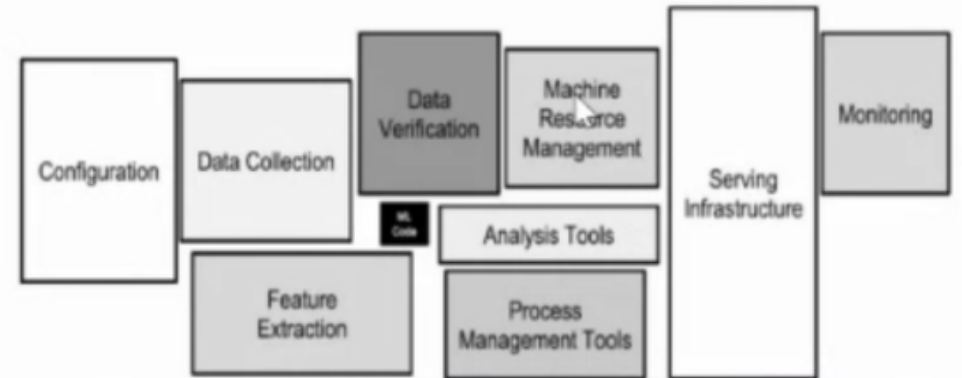 Configuration
Data Collection
Data
Verification
Machine
Resource
Management
Serving
Infrastructure
Monitoring
ML
Code
Analysis Tools
Feature
Extraction
Process
Management Tools